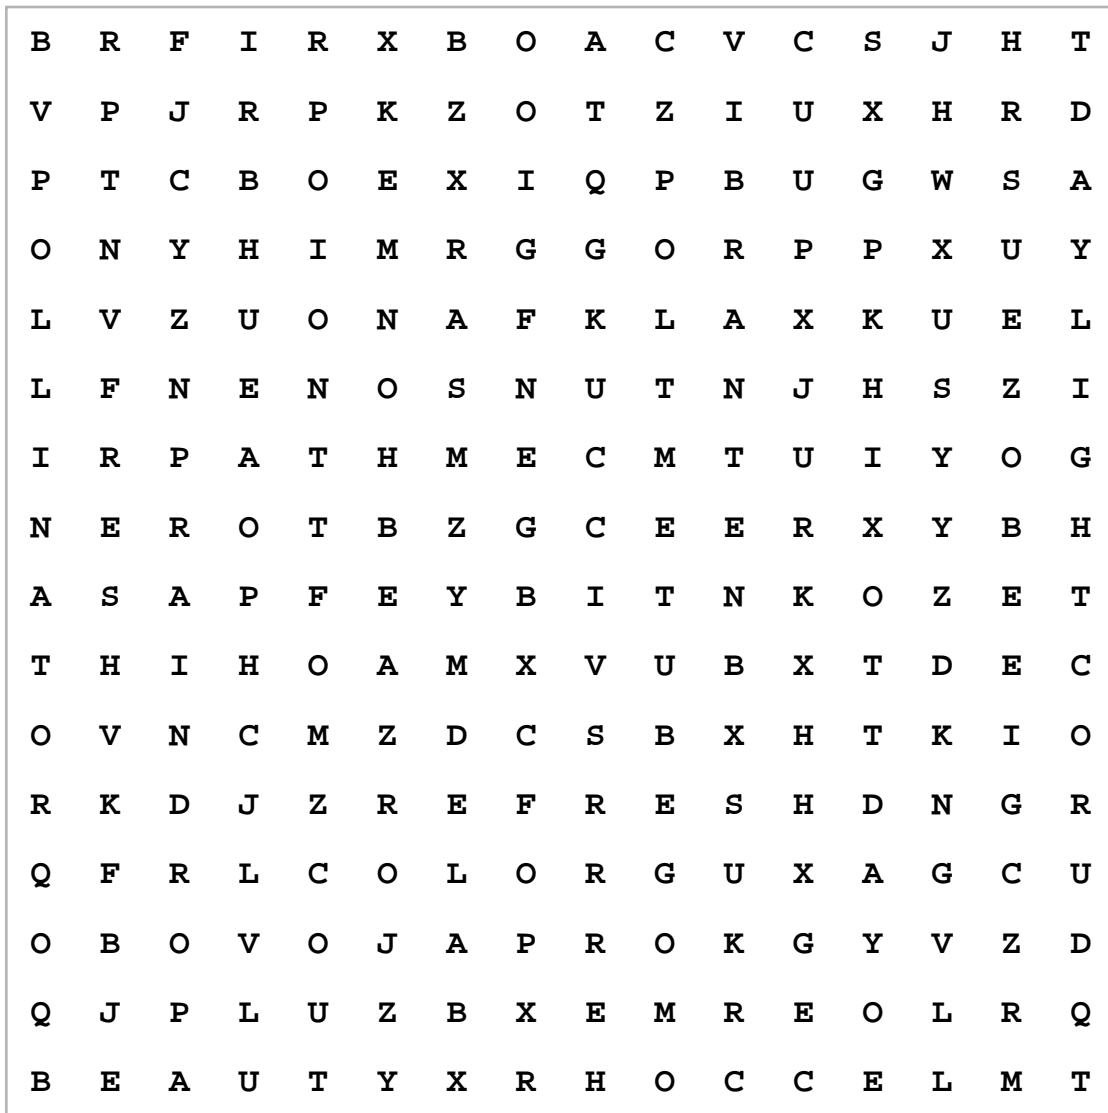 B R F I R X B O A C V C S J H T
V P J R P K Z O T Z I U X H R D
P T C B O E X I Q P B U G W S A
O N Y H I M R G G O R P P X U Y
L V Z U O N A F K L A X K U E L
L F N E N O S N U T N J H S Z I
I R P A T H M E C M T U I Y O G
N E R O T B Z G C E E R X Y B H
A S A P F E Y B I T N K O Z E T
T H I H O A M X V U B X T D E C
O V N C M Z D C S B X H T K I O
R K D J Z R E F R E S H D N G R
Q F R L C O L O R G U X A G C U
O B O V O J A P R O K G Y V Z D
Q J P L U Z B X E M R E O L R Q
B E A U T Y X R H O C C E L M T